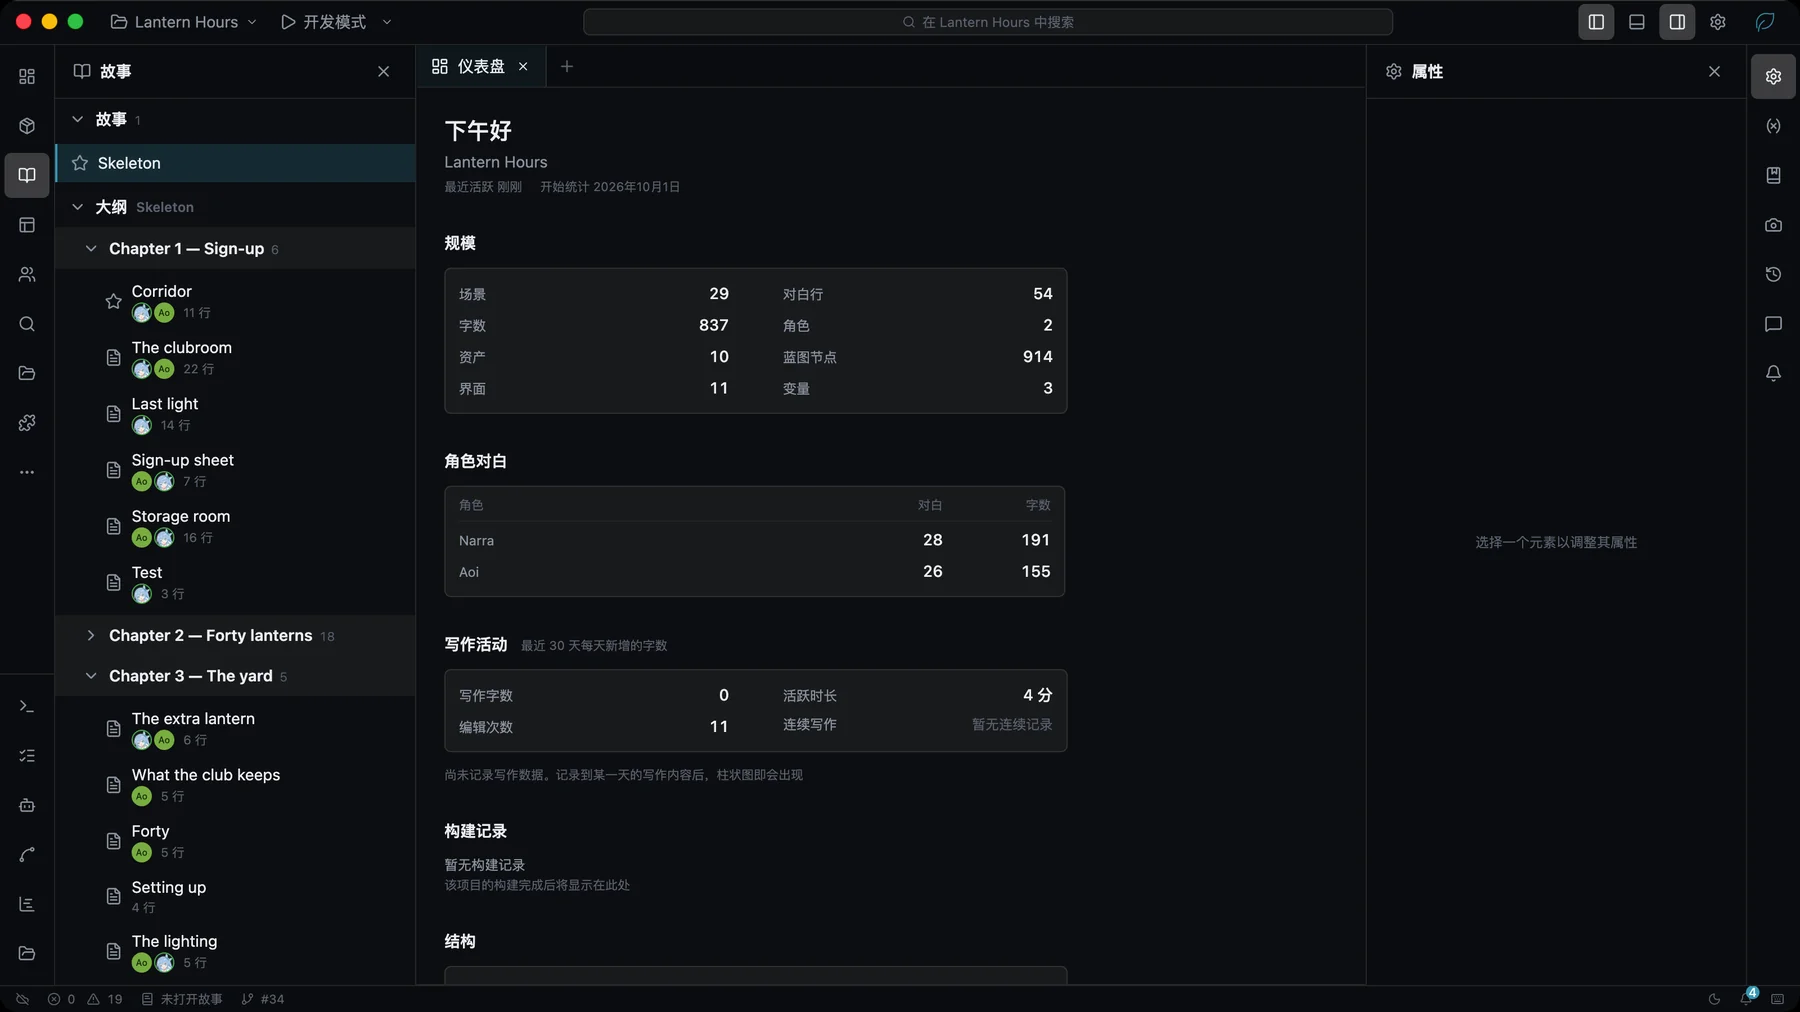 Lantern Hours
开发模式
在 Lantern Hours 中搜索
故事
故事 1
Skeleton
大纲 Skeleton
Chapter 1 — Sign-up 6
Corridor
Ao 11 行
The clubroom
Ao 22 行
Last light
14 行
Sign-up sheet
Ao 7 行
Storage room
Ao 16 行
Test
3 行
Chapter 2 — Forty lanterns 18
Chapter 3 — The yard 5
The extra lantern
Ao 6 行
What the club keeps
Ao 5 行
Forty
Ao 5 行
Setting up
4 行
The lighting
Ao 5 行
仪表盘
下午好
Lantern Hours
最近活跃 刚刚 开始统计 2026年10月1日
规模
场景 29 对白行 54
字数 837 角色 2
资产 10 蓝图节点 914
界面 11 变量 3
角色对白
角色 对白 字数
Narra 28 191
Aoi 26 155
写作活动 最近 30 天每天新增的字数
写作字数 0 活跃时长 4 分
编辑次数 11 连续写作 暂无连续记录
尚未记录写作数据。记录到某一天的写作内容后，柱状图即会出现
构建记录
暂无构建记录
该项目的构建完成后将显示在此处
结构
属性
选择一个元素以调整其属性
0 19 未打开故事 #34
4